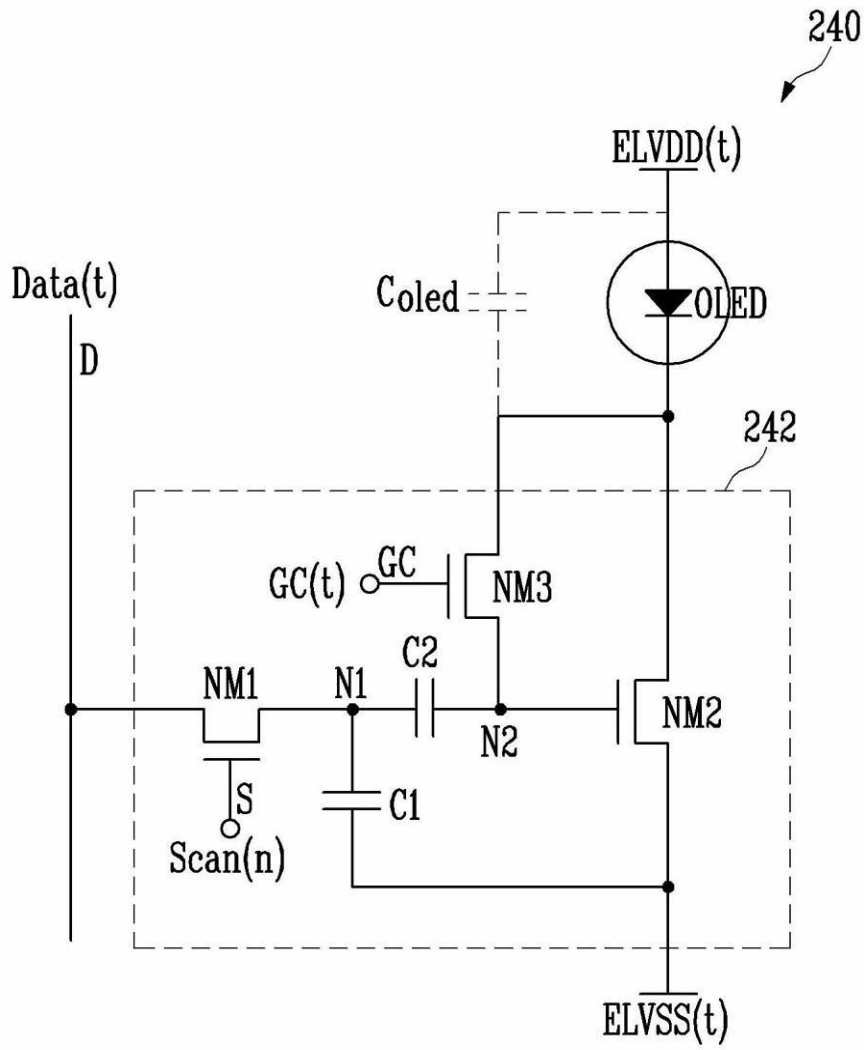 240
ELVDD(t)
Data(t)
Coled
OLED
D
242
GC(t)
GC
NM3
C2
NM1
N1
N2
NM2
S
C1
Scan(n)
ELVSS(t)